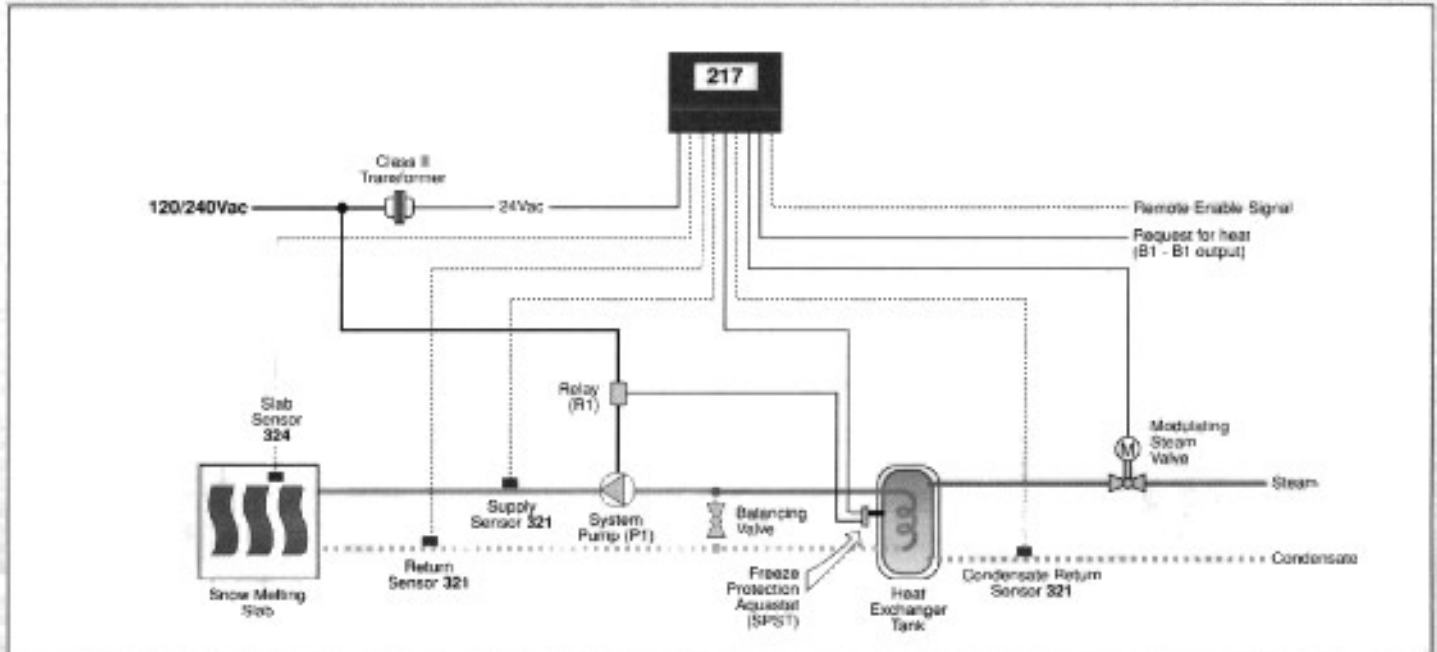 217
Class II
Transformer
120/240Vac
24Vac
Remote Enable Signal
Request for heat
(B1 - B1 output)
Slab
Sensor
324
Relay
(R1)
Modulating
Steam
Valve
M
Steam
Supply
Sensor 321
System
Pump (P1)
Balancing
Valve
Return
Sensor 321
Snow Melting
Slab
Freeze
Protection
Aquastat
(SPST)
Heat
Exchanger
Tank
Condensate Return
Sensor 321
Condensate